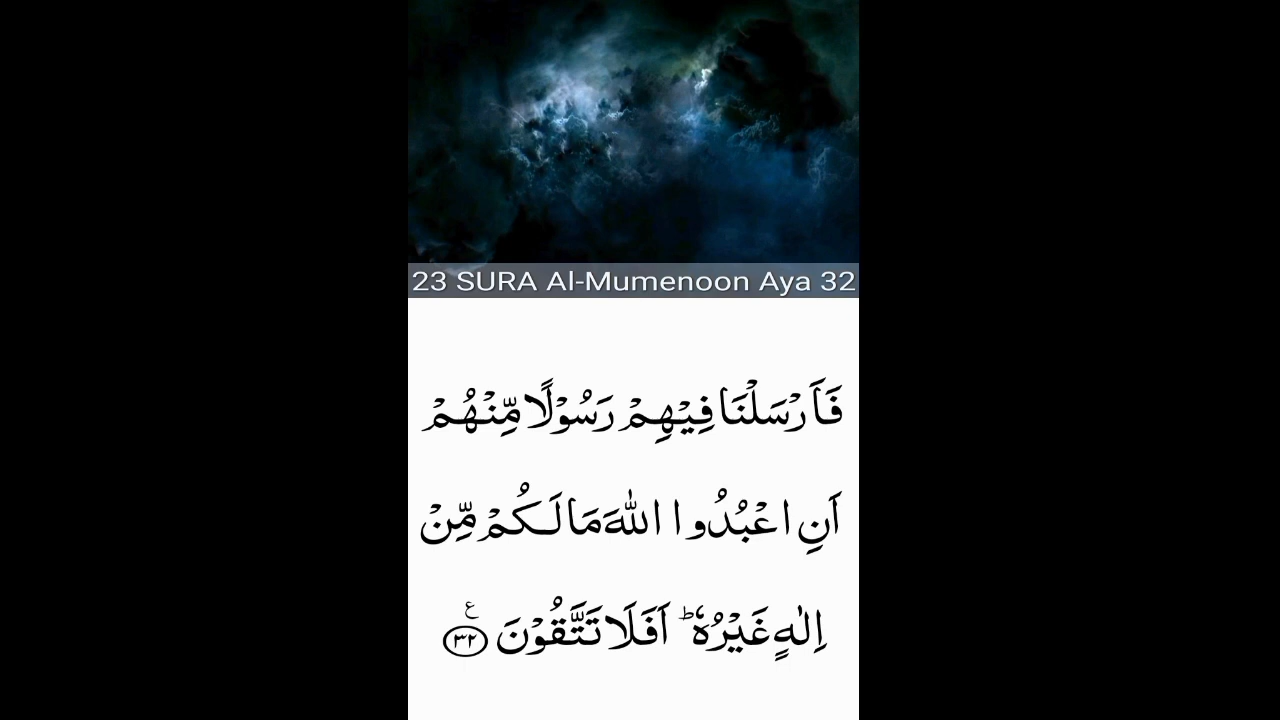 23 SURA Al-Mumenoon Aya 32
فَاَرْسَلْنَا فِيْهِمْ رَسُوْلًا مِّنْهُمْ
اَنِ اعْبُدُوا اللّٰهَ مَا لَـكُمْ مِّنْ
اِلٰهٍ غَيْرُهٗ ؕ اَفَلَا تَتَّقُوْنَ ﴿۳۲﴾ ع